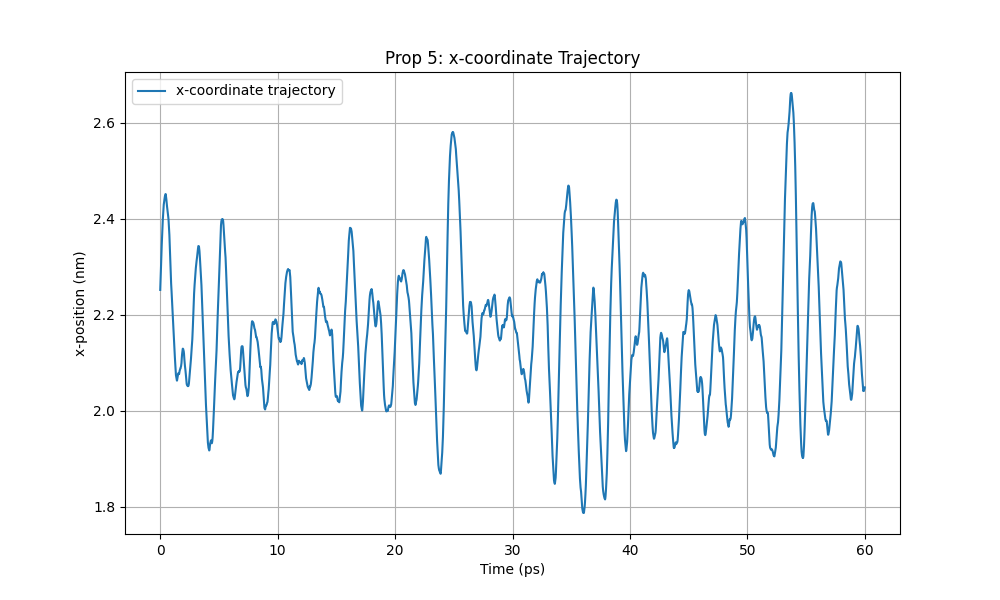 Prop 5: x-coordinate Trajectory
x-coordinate trajectory
x-position (nm)
2.6
2.4
2.2
2.0
1.8
0 10 20 30 40 50 60
Time (ps)